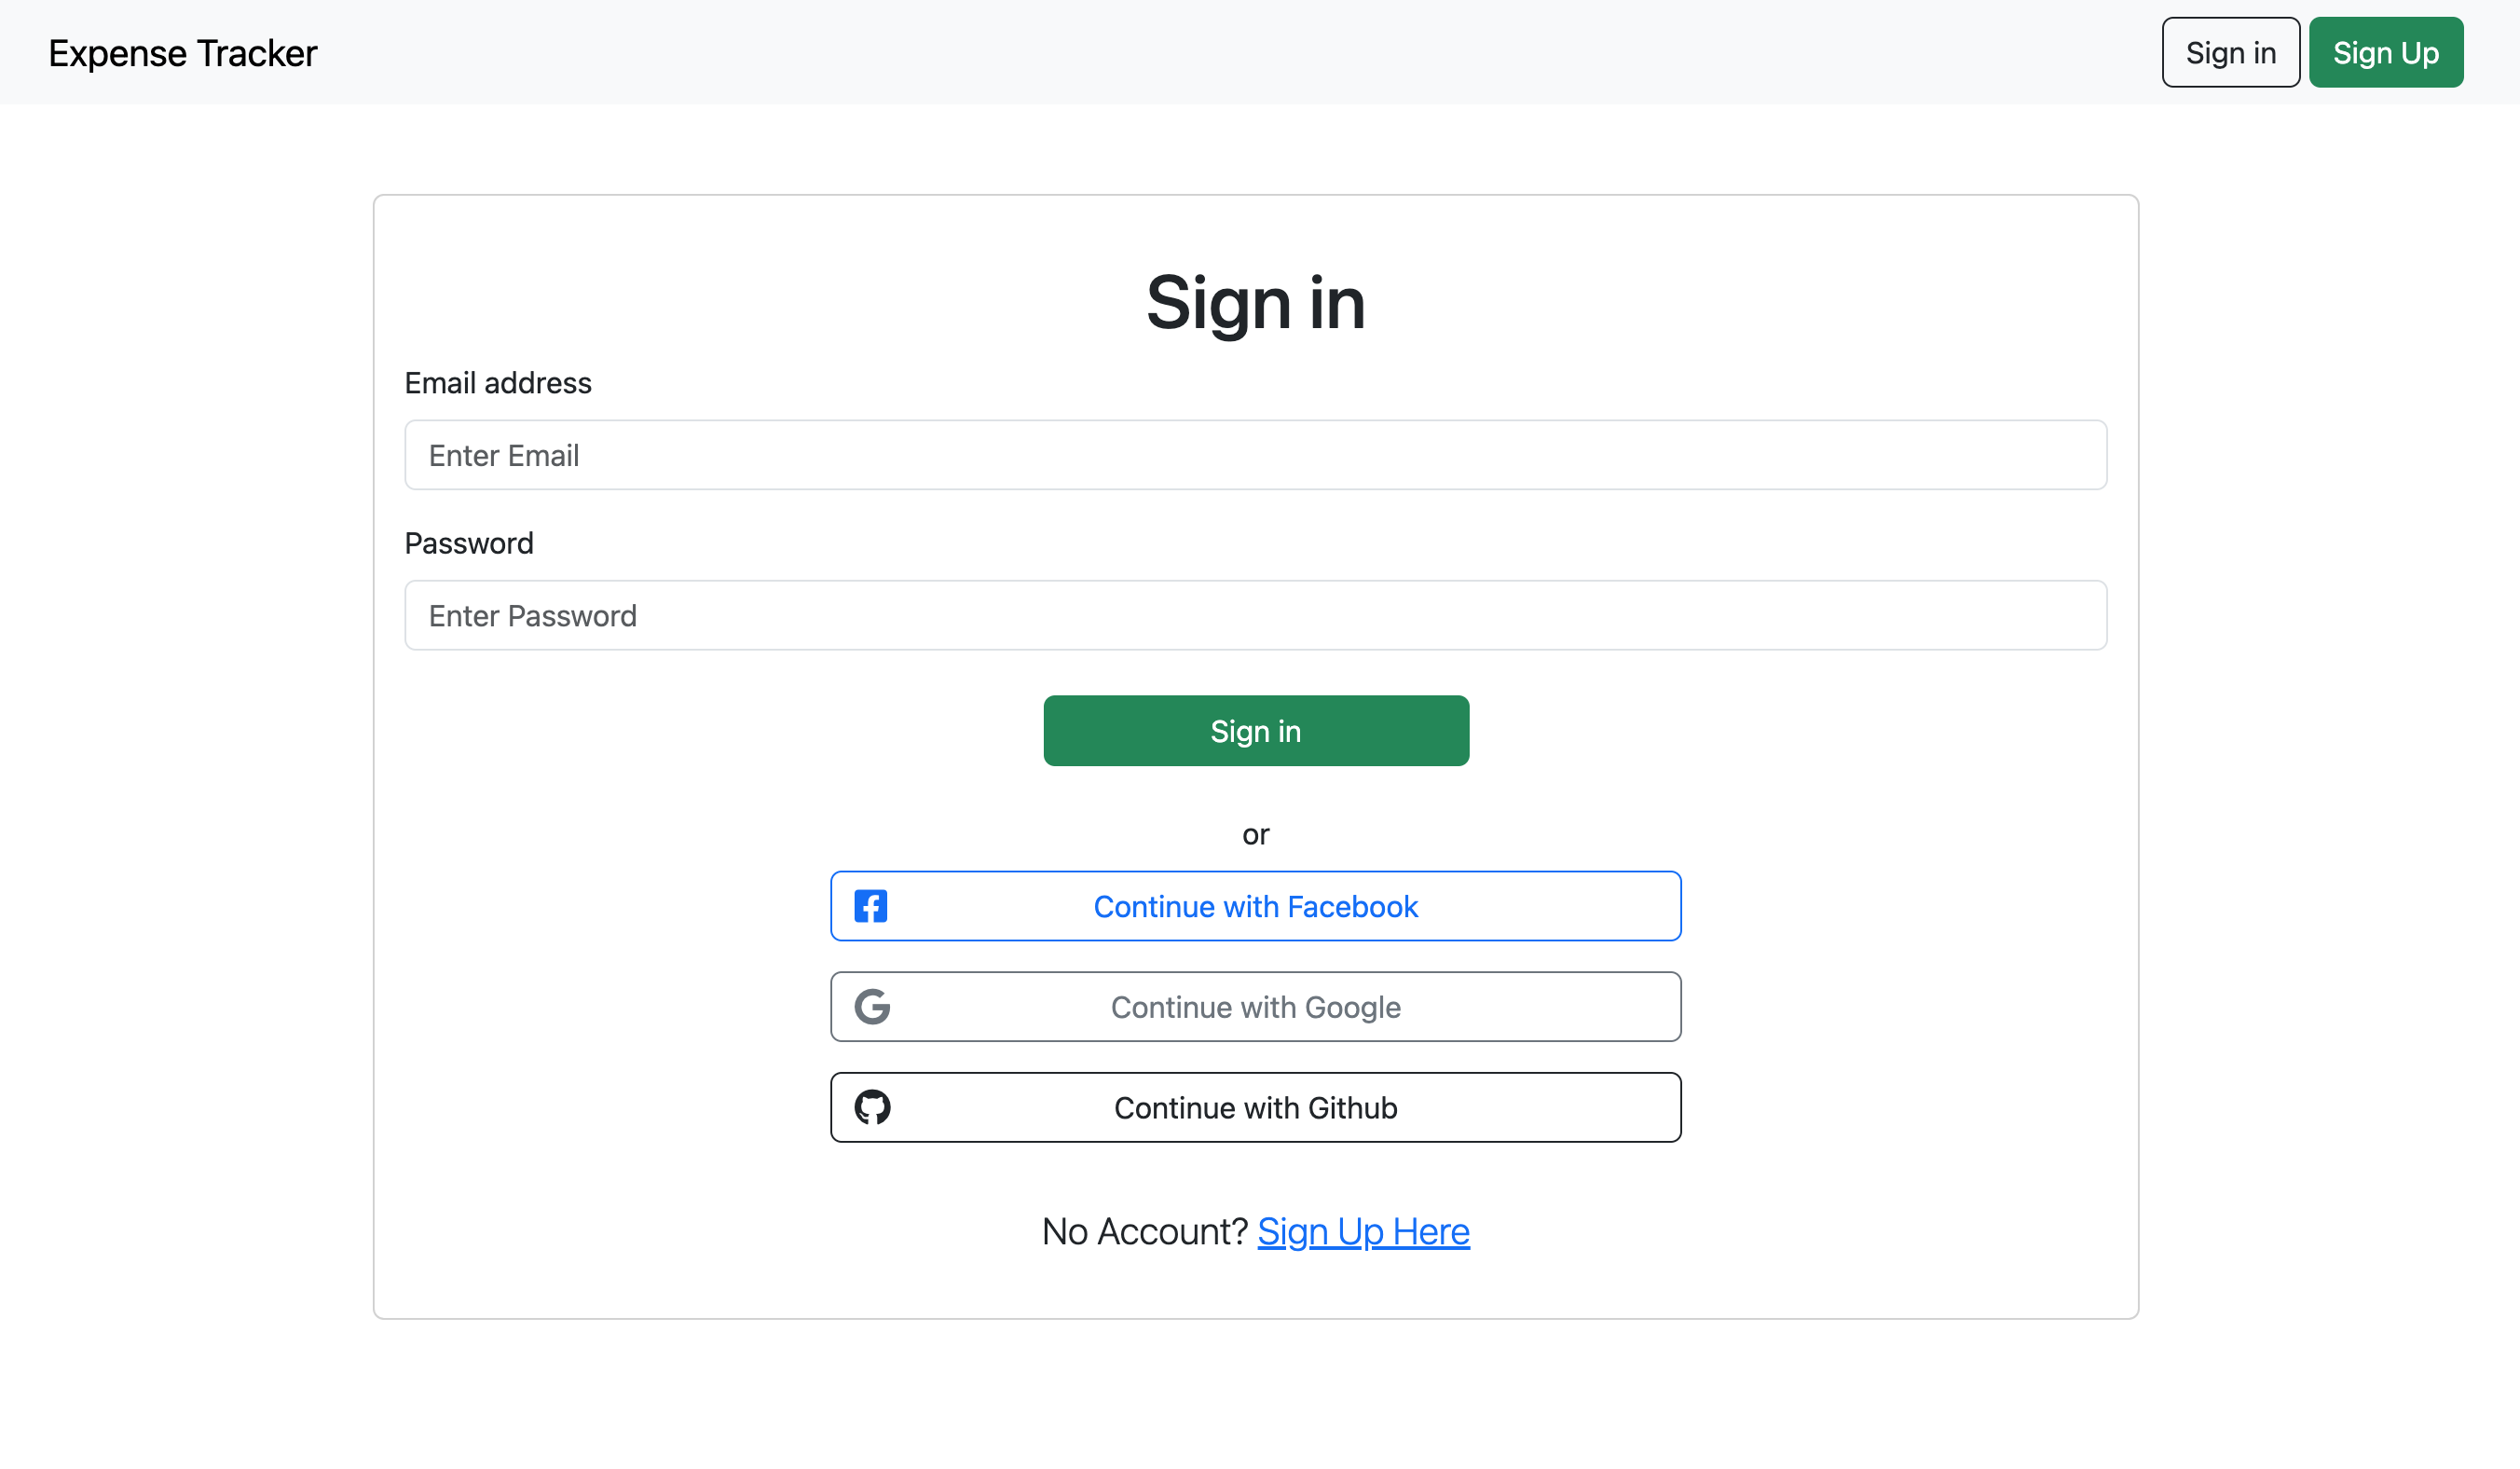 Expense Tracker
Sign in
Sign Up
Sign in
Email address
Enter Email
Password
Enter Password
Sign in
or
Continue with Facebook
Continue with Google
Continue with Github
No Account? Sign Up Here